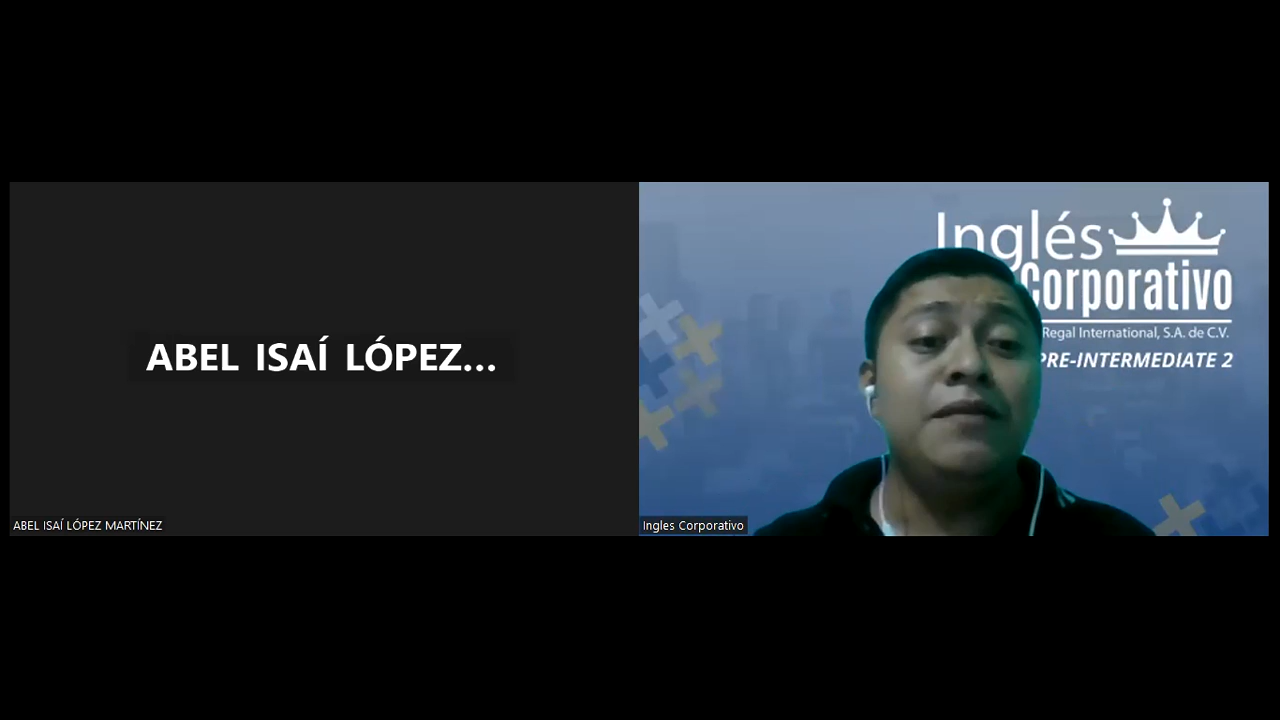 ABEL ISAÍ LÓPEZ...
ABEL ISAÍ LÓPEZ MARTÍNEZ
Inglés
Corporativo
Regal International, S.A. de C.V.
PRE-INTERMEDIATE 2
Ingles Corporativo